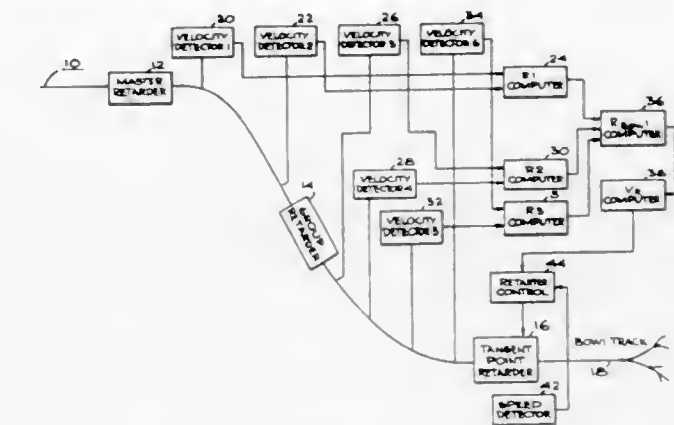 10
12
MASTER
RETARDER
20
VELOCITY
DETECTOR 1
22
VELOCITY
DETECTOR 2
26
VELOCITY
DETECTOR 3
34
VELOCITY
DETECTOR 6
24
R1
COMPUTER
36
COMPUTER
28
VELOCITY
DETECTOR 4
30
R2
COMPUTER
38
COMPUTER
14
GROUP
RETARDER
32
VELOCITY
DETECTOR 5
R3
COMPUTER
44
CONTROL
16
TANGENT
POINT
RETARDER
BOWL TRACK
18
42
SPEED
DETECTOR